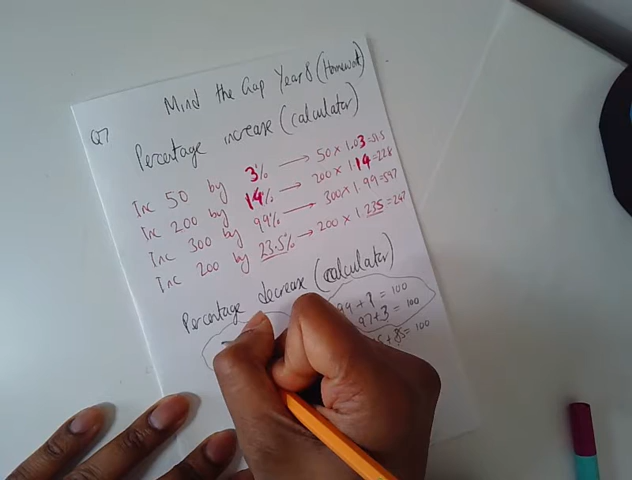 Mind the Gap Year 8 (Homework)
Q7
Percentage increase (calculator)
Inc 50 by 3% → 50 x 1.03 = 51.5
Inc 200 by 14% → 200 x 1.14 = 228
Inc 300 by 99% → 300 x 1.99 = 597
Inc 200 by 23.5% → 200 x 1.235 = 247
Percentage decrease (calculator)
99 + 1 = 100
97 + 3 = 100
+ 85 = 100